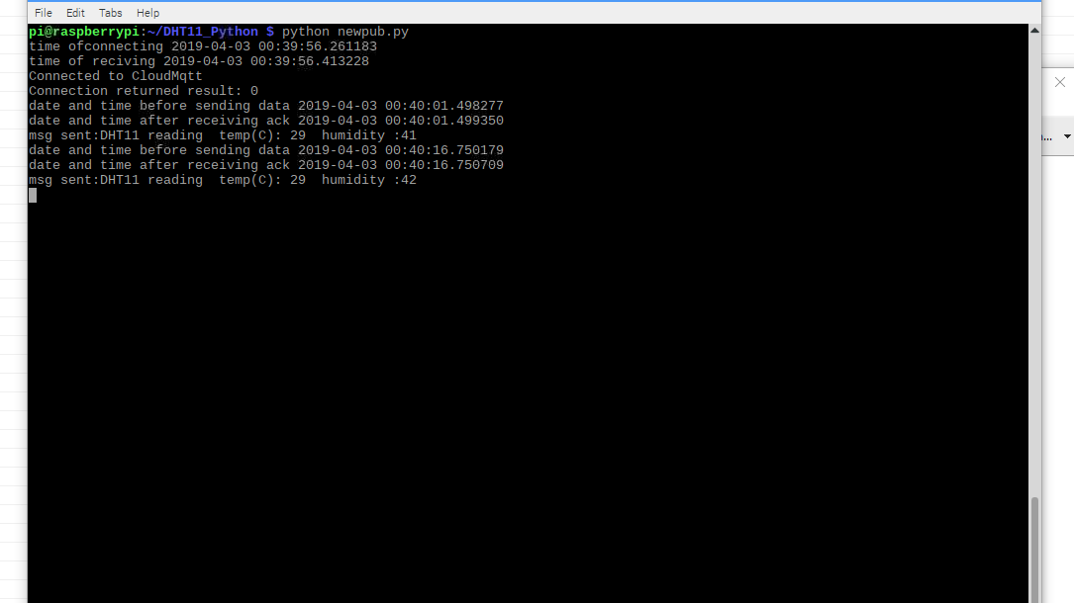 File Edit Tabs Help
pi@raspberrypi:~/DHT11_Python $ python newpub.py
time ofconnecting 2019-04-03 00:39:56.261183
time of reciving 2019-04-03 00:39:56.413228
Connected to CloudMqtt
Connection returned result: 0
date and time before sending data 2019-04-03 00:40:01.498277
date and time after receiving ack 2019-04-03 00:40:01.499350
msg sent:DHT11 reading  temp(C): 29  humidity :41
date and time before sending data 2019-04-03 00:40:16.750179
date and time after receiving ack 2019-04-03 00:40:16.750709
msg sent:DHT11 reading  temp(C): 29  humidity :42